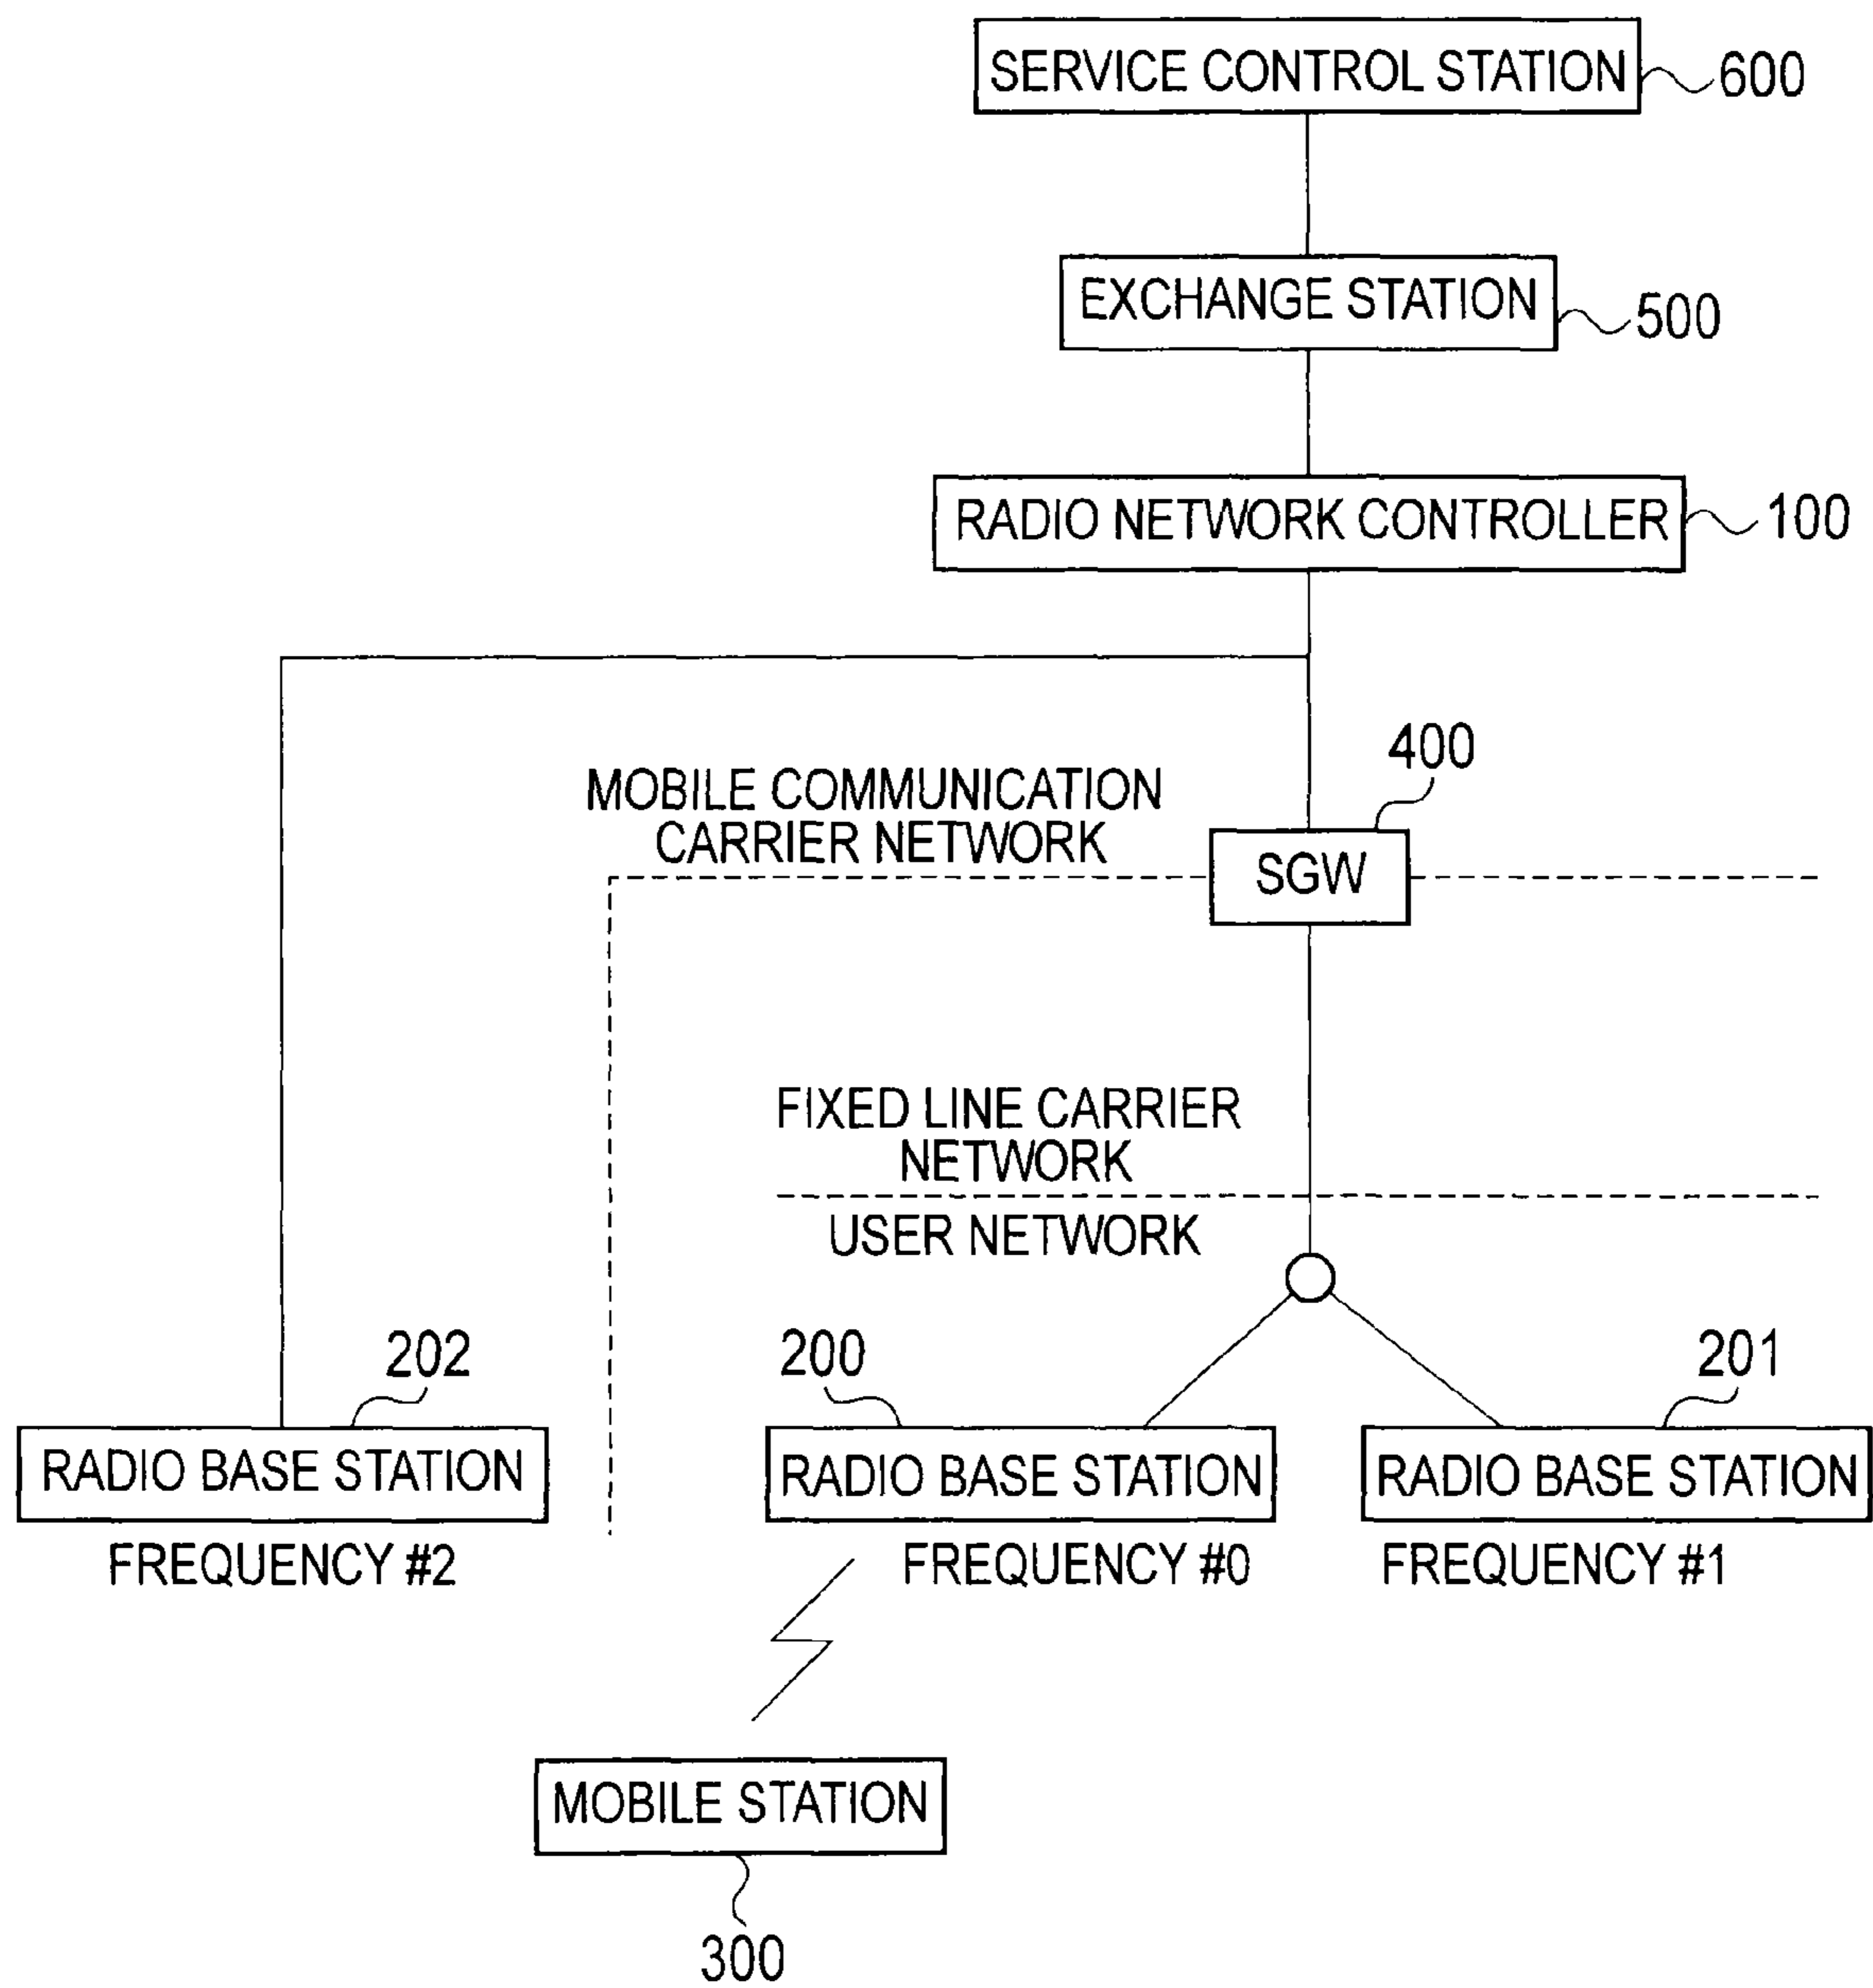 SERVICE CONTROL STATION
600
EXCHANGE STATION
500
RADIO NETWORK CONTROLLER
100
400
MOBILE COMMUNICATION
CARRIER NETWORK
SGW
FIXED LINE CARRIER
NETWORK
USER NETWORK
202
200
201
RADIO BASE STATION
RADIO BASE STATION
RADIO BASE STATION
FREQUENCY #2
FREQUENCY #0
FREQUENCY #1
MOBILE STATION
300